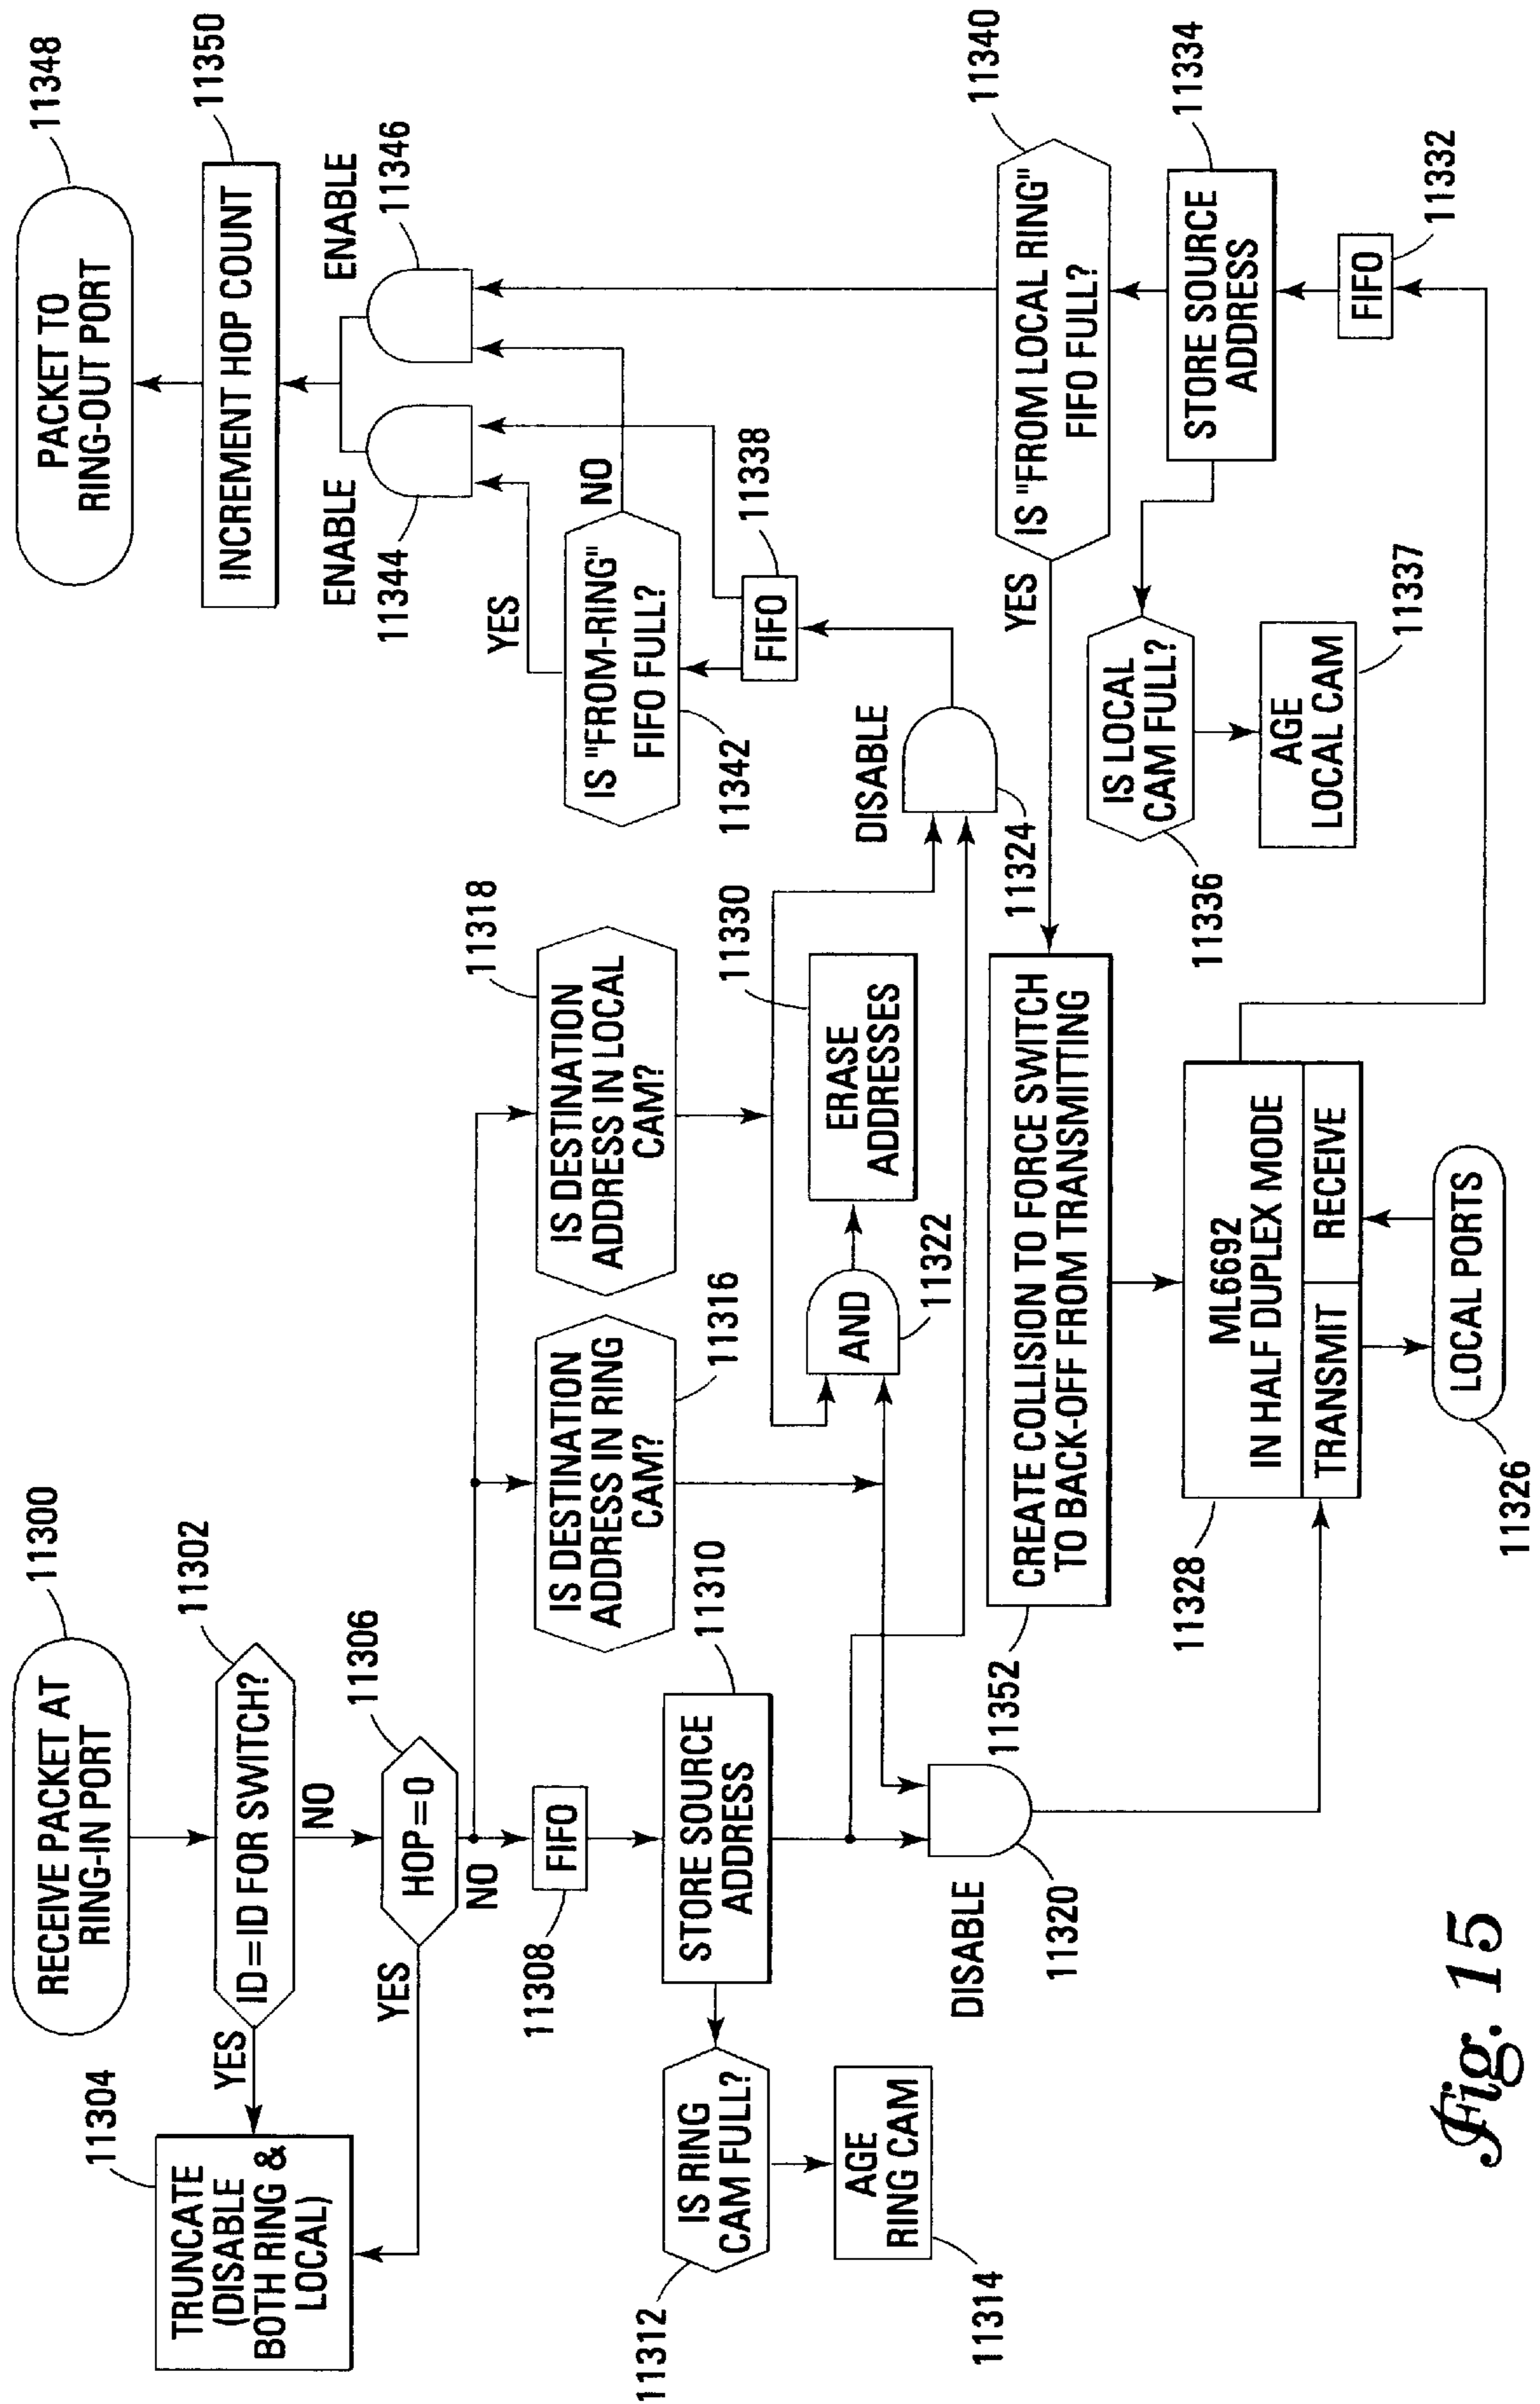 11300
RECEIVE PACKET AT
RING-IN PORT
11302
ID=ID FOR SWITCH?
YES
NO
11304
TRUNCATE
(DISABLE
BOTH RING &
LOCAL)
11306
HOP=0
YES
NO
11308
FIFO
11310
STORE SOURCE
ADDRESS
11312
IS RING
CAM FULL?
11314
AGE
RING CAM
11316
IS DESTINATION
ADDRESS IN RING
CAM?
11318
IS DESTINATION
ADDRESS IN LOCAL
CAM?
DISABLE
11320
AND
11322
11330
ERASE
ADDRESSES
DISABLE
11324
11352
CREATE COLLISION TO FORCE SWITCH
TO BACK-OFF FROM TRANSMITTING
11328
ML6692
IN HALF DUPLEX MODE
TRANSMIT
RECEIVE
LOCAL PORTS
11326
11348
PACKET TO
RING-OUT PORT
11350
INCREMENT HOP COUNT
ENABLE
11344
ENABLE
11346
YES
NO
IS "FROM-RING"
FIFO FULL?
11342
11338
FIFO
11340
IS "FROM LOCAL RING"
FIFO FULL?
YES
11334
STORE SOURCE
ADDRESS
11332
FIFO
IS LOCAL
CAM FULL?
11336
AGE
LOCAL CAM
11337
Fig. 15